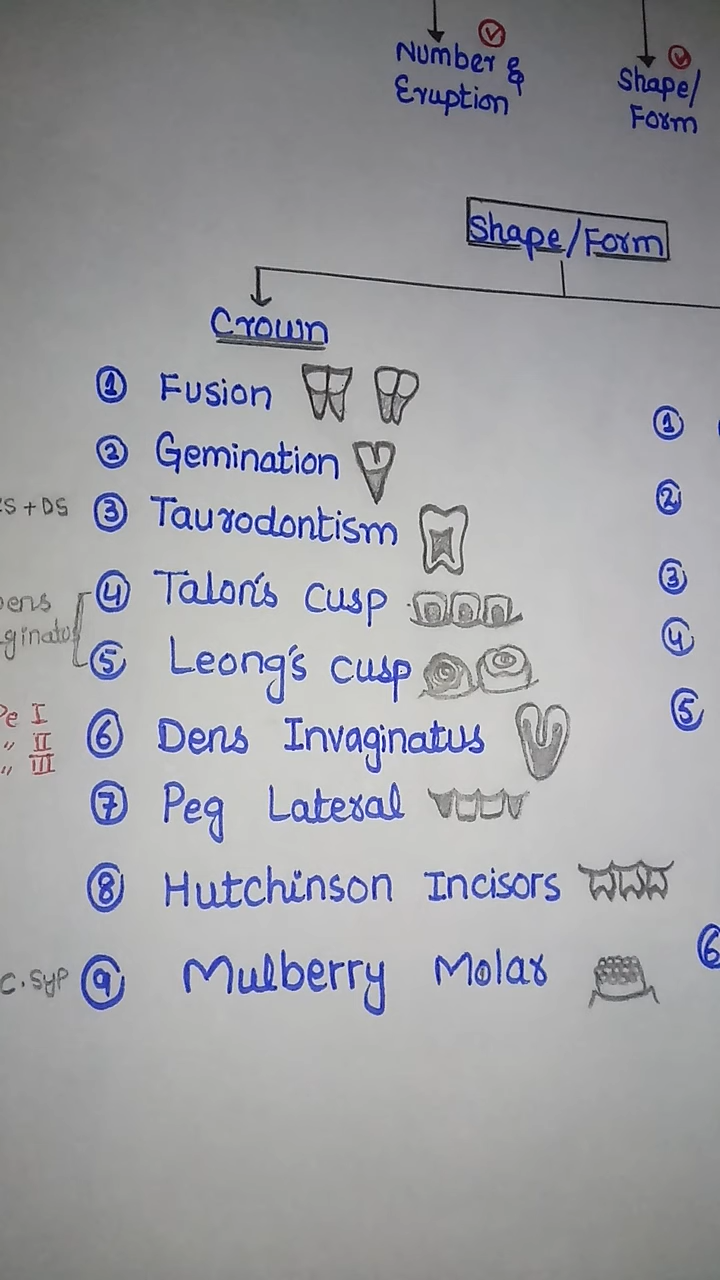 Number &
Eruption
Shape/
Form
Shape/Form
Crown
① Fusion
② Gemination
+ DS ③ Taurodontism
④ Talon's cusp
⑤ Leong's cusp
I
" II
" III
⑥ Dens Invaginatus
⑦ Peg Lateral
⑧ Hutchinson Incisors
C. Syp ⑨ Mulberry Molar
①
②
③
④
⑤
⑥